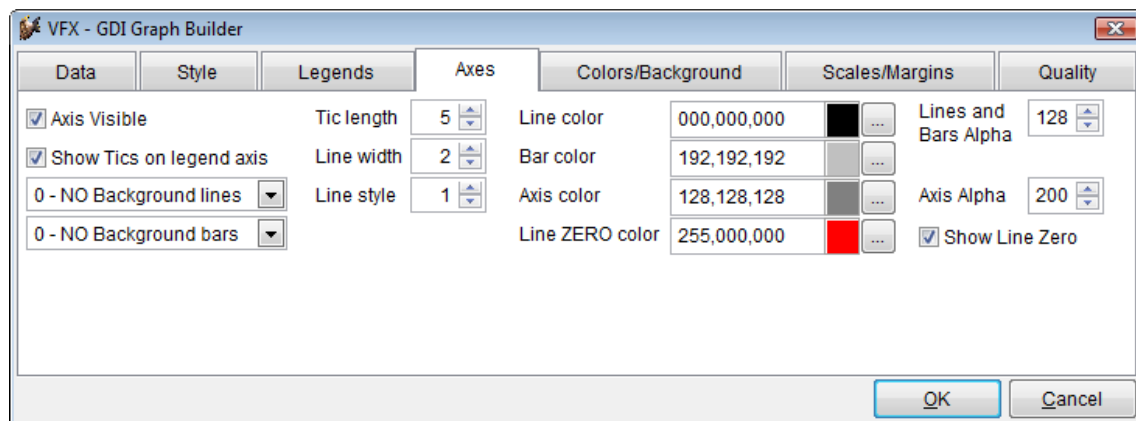 VFX - GDI Graph Builder
Data Style Legends Axes Colors/Background Scales/Margins Quality
Axis Visible Tic length 5 Line color 000,000,000 ... Lines and Bars Alpha 128
Show Tics on legend axis Line width 2 Bar color 192,192,192 ...
0 - NO Background lines Line style 1 Axis color 128,128,128 ... Axis Alpha 200
0 - NO Background bars Line ZERO color 255,000,000 ... Show Line Zero
OK Cancel